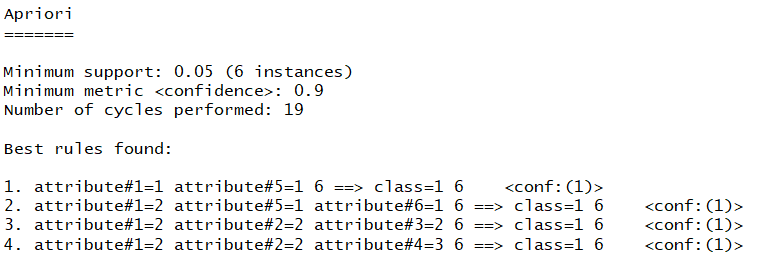 Apriori
=======
Minimum support: 0.05 (6 instances)
Minimum metric <confidence>: 0.9
Number of cycles performed: 19
Best rules found:
1. attribute#1=1 attribute#5=1 6 ==> class=1 6    <conf:(1)>
2. attribute#1=2 attribute#5=1 attribute#6=1 6 ==> class=1 6    <conf:(1)>
3. attribute#1=2 attribute#2=2 attribute#3=2 6 ==> class=1 6    <conf:(1)>
4. attribute#1=2 attribute#2=2 attribute#4=3 6 ==> class=1 6    <conf:(1)>